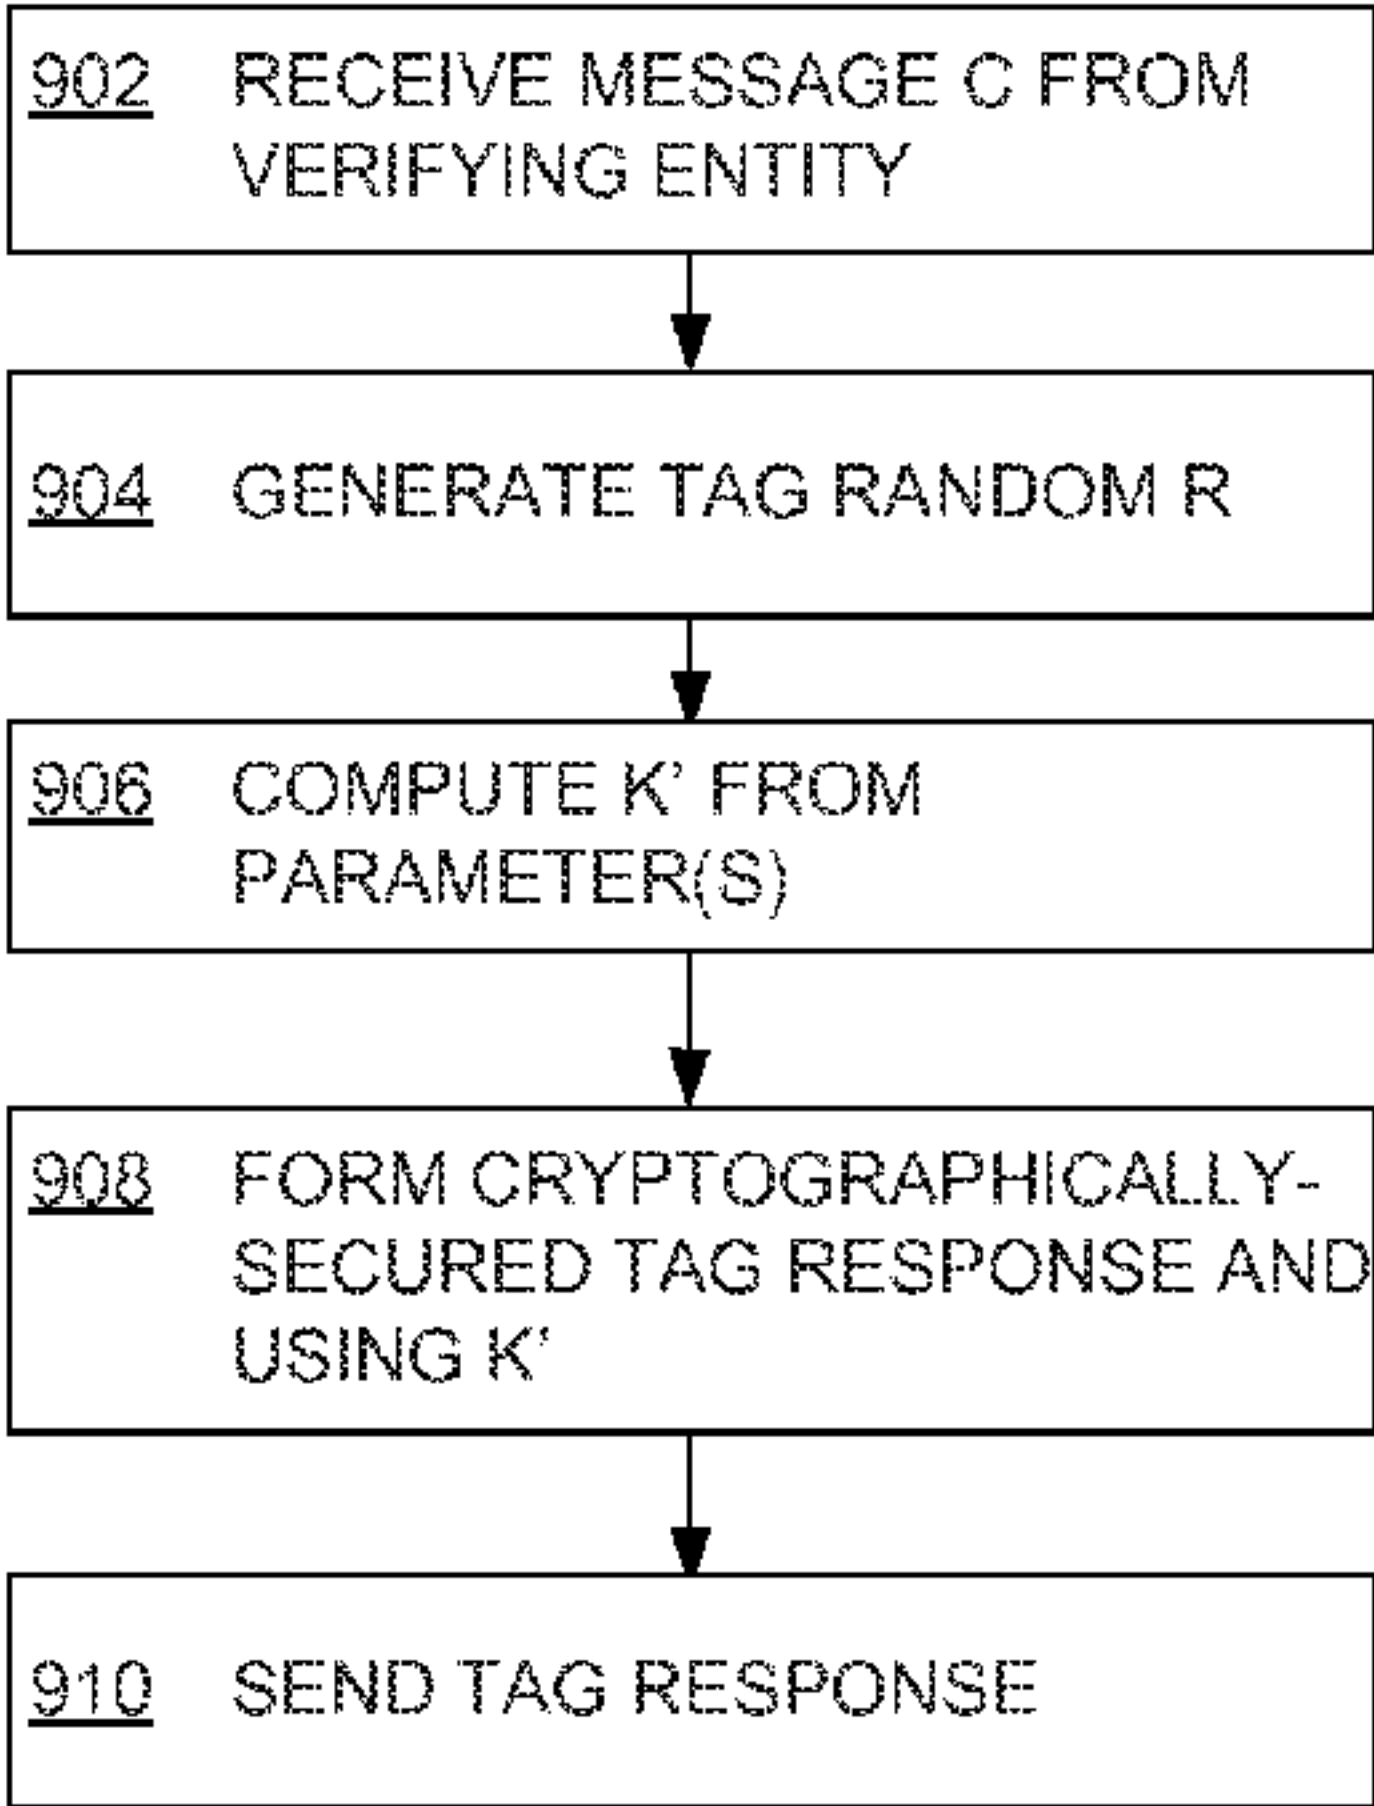 902 RECEIVE MESSAGE C FROM
VERIFYING ENTITY
904 GENERATE TAG RANDOM R
906 COMPUTE K' FROM
PARAMETER(S)
908 FORM CRYPTOGRAPHICALLY-
SECURED TAG RESPONSE AND
USING K'
910 SEND TAG RESPONSE